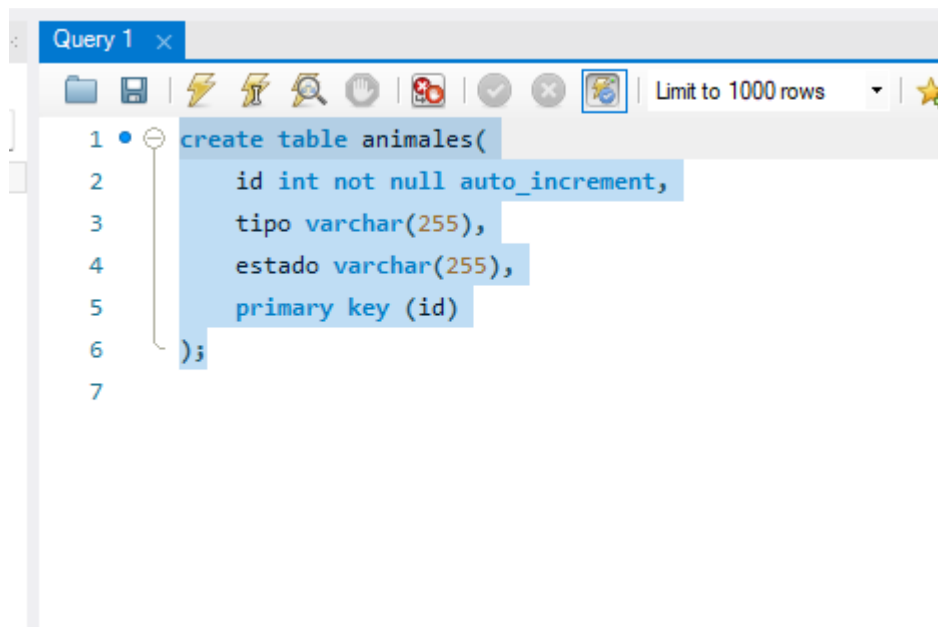 Query 1
Limit to 1000 rows
1 create table animales(
2 id int not null auto_increment,
3 tipo varchar(255),
4 estado varchar(255),
5 primary key (id)
6 );
7